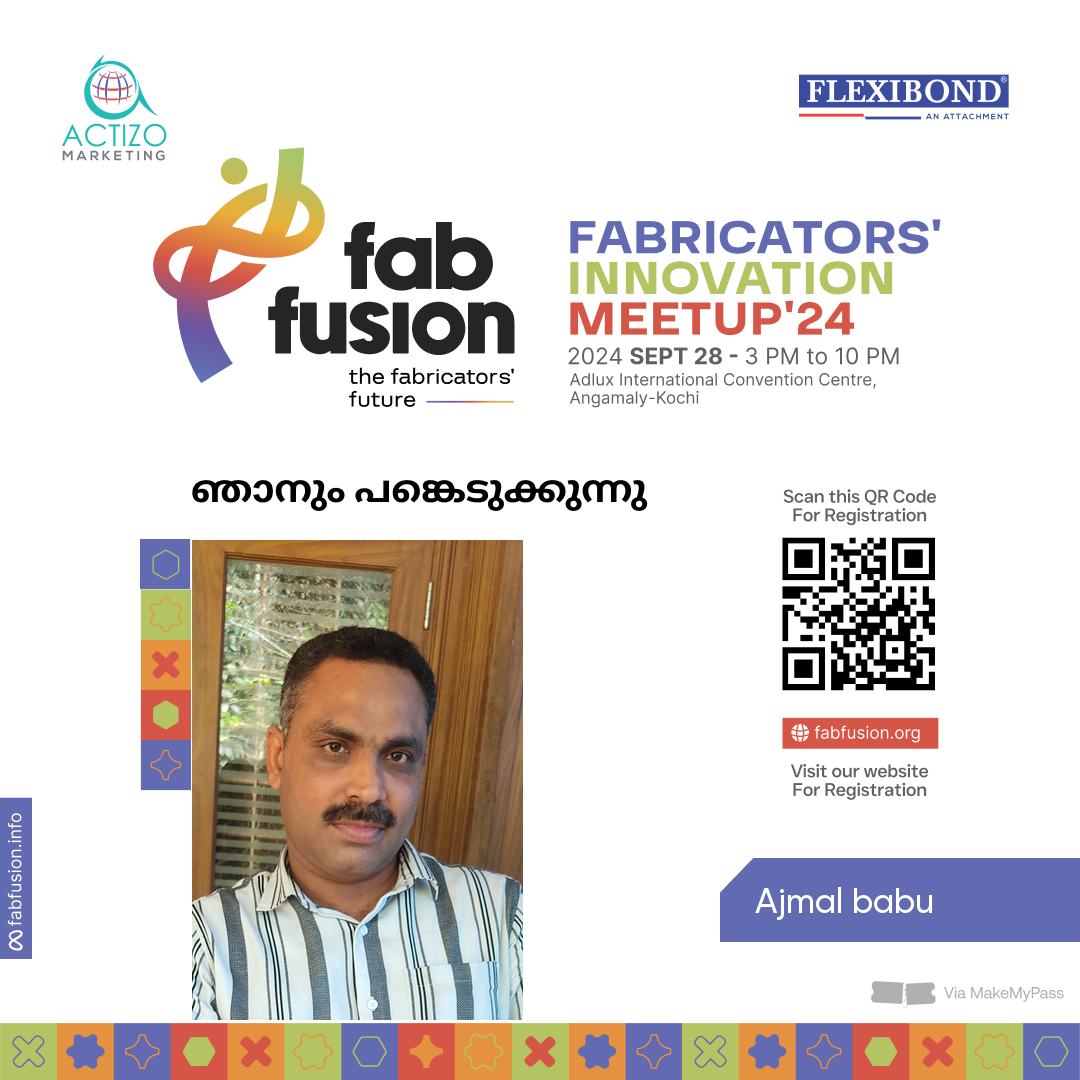 ACTIZO
MARKETING
FLEXIBOND®
AN ATTACHMENT
fab
fusion
the fabricators'
future
FABRICATORS'
INNOVATION
MEETUP'24
2024 SEPT 28 - 3 PM to 10 PM
Adlux International Convention Centre,
Angamaly-Kochi
ഞാനും പങ്കെടുക്കുന്നു
Scan this QR Code
For Registration
fabfusion.org
Visit our website
For Registration
fabfusion.info
Ajmal babu
Via MakeMyPass